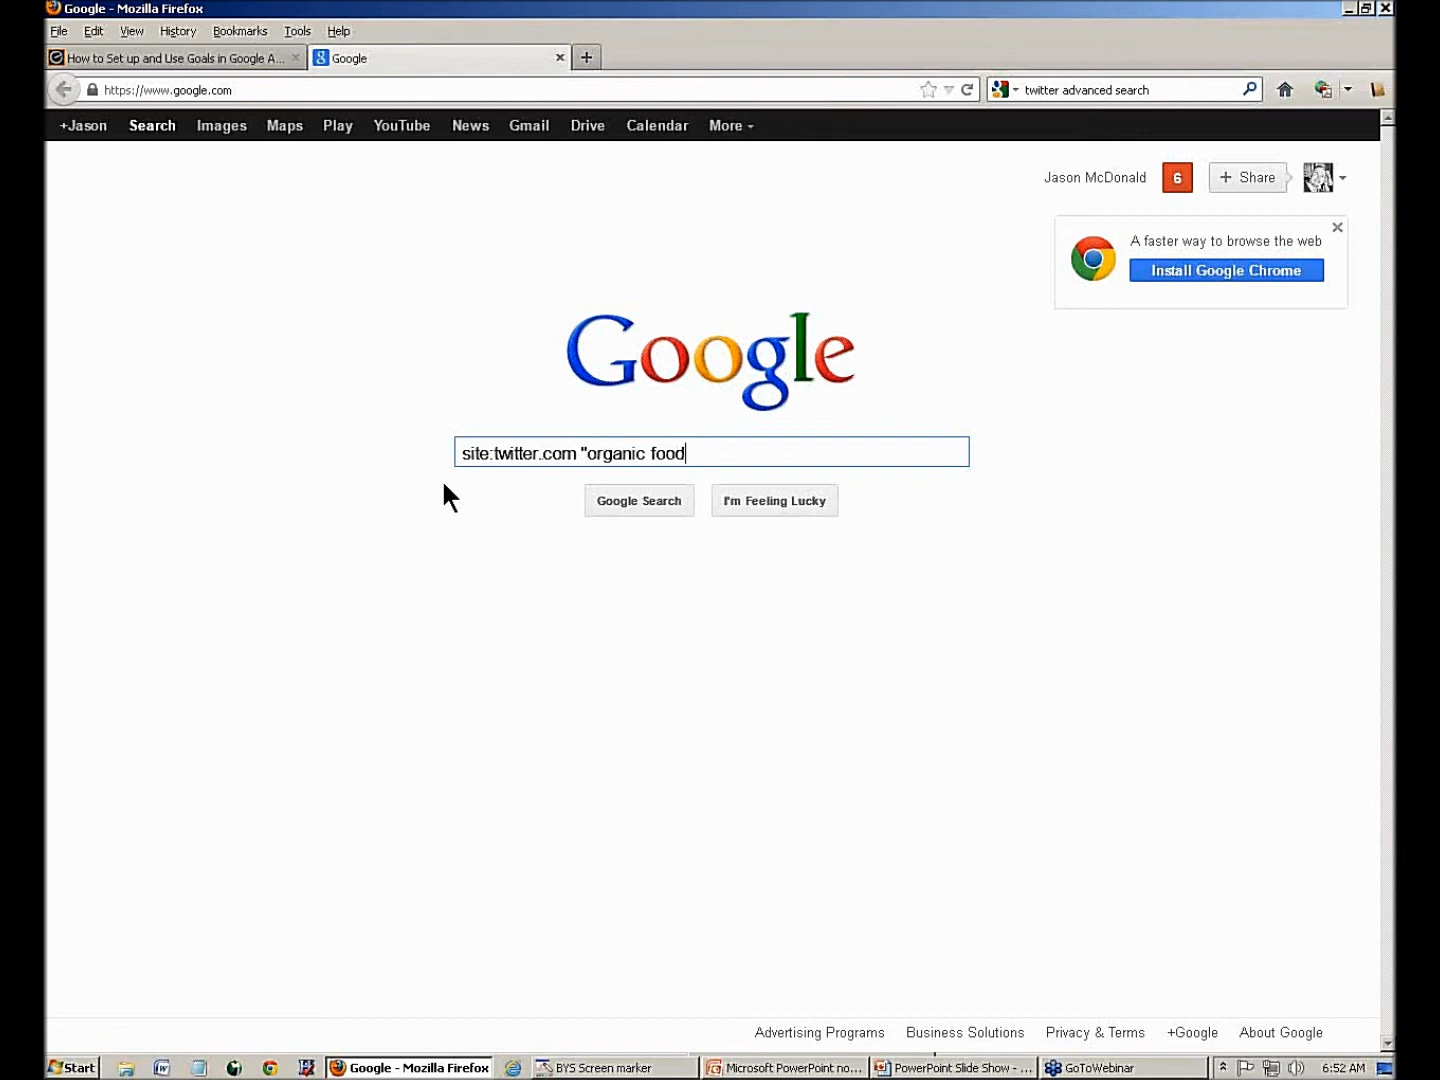 Google - Mozilla Firefox
File Edit View History Bookmarks Tools Help
How to Set up and Use Goals in Google A... Google
https://www.google.com twitter advanced search
+Jason Search Images Maps Play YouTube News Gmail Drive Calendar More
Jason McDonald 6 + Share
A faster way to browse the web
Install Google Chrome
Google
site:twitter.com "organic food
Google Search I'm Feeling Lucky
Advertising Programs Business Solutions Privacy & Terms +Google About Google
Start Google - Mozilla Firefox BYS Screen marker Microsoft PowerPoint no... PowerPoint Slide Show - ... GoToWebinar 6:52 AM